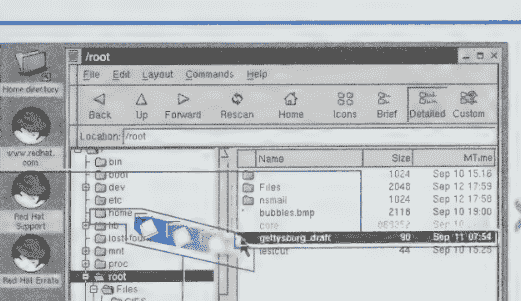 /root
File Edit Layout Commands Help
Back Up Forward Rescan Home Icons Brief Detailed Custom
Location: /root
Home directory
www.redhat.com
Red Hat Support
Red Hat Errata
bin
boot
dev
etc
home
lib
lost+fou
mnt
proc
root
Files
GIFS
Name Size MTime
1024 Sep 10 15:16
Files 2048 Sep 12 17:59
nsmail 1024 Sep 12 17:58
bubbles.bmp 2116 Sep 10 19:00
core
gettysburg_draft 90 Sep 11 07:54
testcut 44 Sep 10 15:25